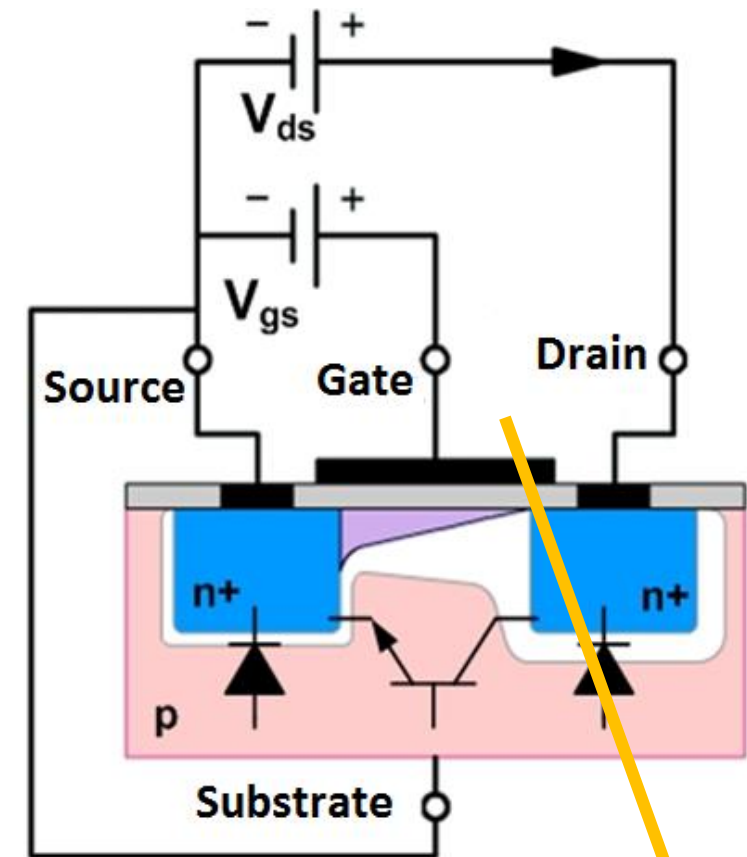 − +
Vds
− +
Vgs
Source
Gate
Drain
n+
n+
p
Substrate